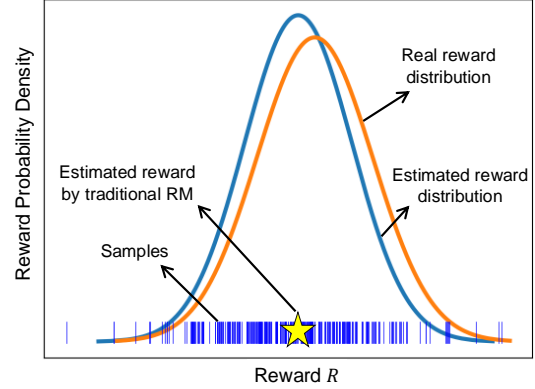 Real reward
distribution
Estimated reward
by traditional RM
Estimated reward
distribution
Samples
Reward Probability Density
Reward R